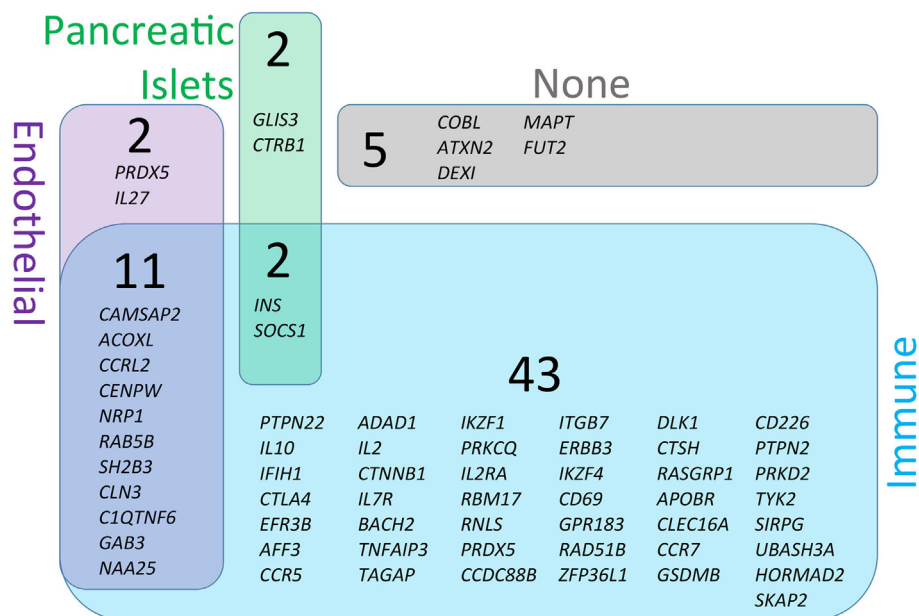 Pancreatic
Islets
2
GLIS3
CTRB1
None
5
COBL MAPT
ATXN2 FUT2
DEXI
Endothelial
2
PRDX5
IL27
11
CAMSAP2
ACOXL
CCRL2
CENPW
NRP1
RAB5B
SH2B3
CLN3
C1QTNF6
GAB3
NAA25
2
INS
SOCS1
Immune
43
PTPN22 ADAD1 IKZF1 ITGB7 DLK1 CD226
IL10 IL2 PRKCQ ERBB3 CTSH PTPN2
IFIH1 CTNNB1 IL2RA IKZF4 RASGRP1 PRKD2
CTLA4 IL7R RBM17 CD69 APOBR TYK2
EFR3B BACH2 RNLS GPR183 CLEC16A SIRPG
AFF3 TNFAIP3 PRDX5 RAD51B CCR7 UBASH3A
CCR5 TAGAP CCDC88B ZFP36L1 GSDMB HORMAD2
SKAP2